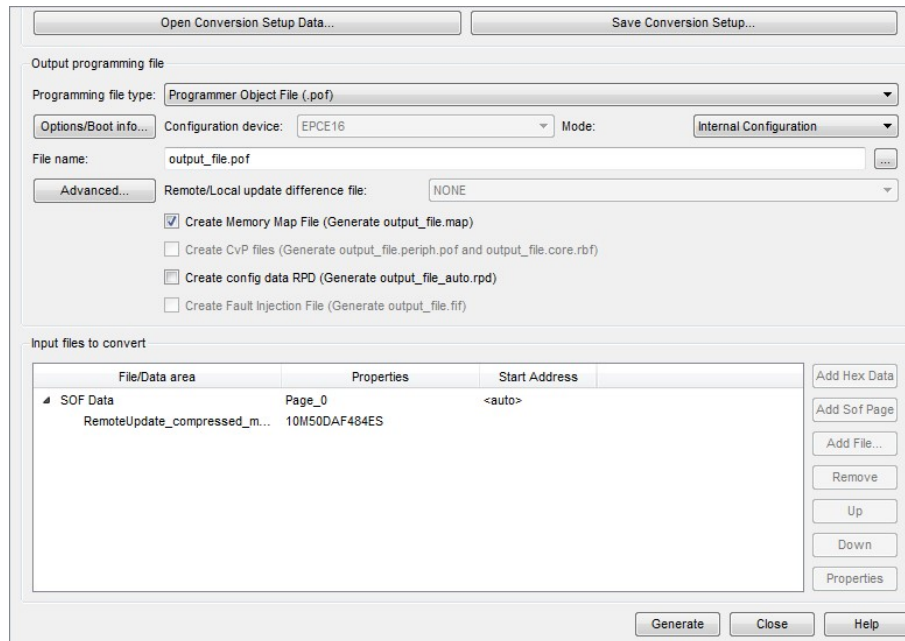 Open Conversion Setup Data... Save Conversion Setup...
Output programming file
Programming file type: Programmer Object File (.pof)
Options/Boot info... Configuration device: EPCE16 Mode: Internal Configuration
File name: output_file.pof ...
Advanced... Remote/Local update difference file: NONE
Create Memory Map File (Generate output_file.map)
Create CvP files (Generate output_file.periph.pof and output_file.core.rbf)
Create config data RPD (Generate output_file_auto.rpd)
Create Fault Injection File (Generate output_file.fif)
Input files to convert
File/Data area Properties Start Address Add Hex Data
SOF Data Page_0 <auto> Add Sof Page
RemoteUpdate_compressed_m... 10M50DAF484ES
Add File...
Remove
Up
Down
Properties
Generate Close Help